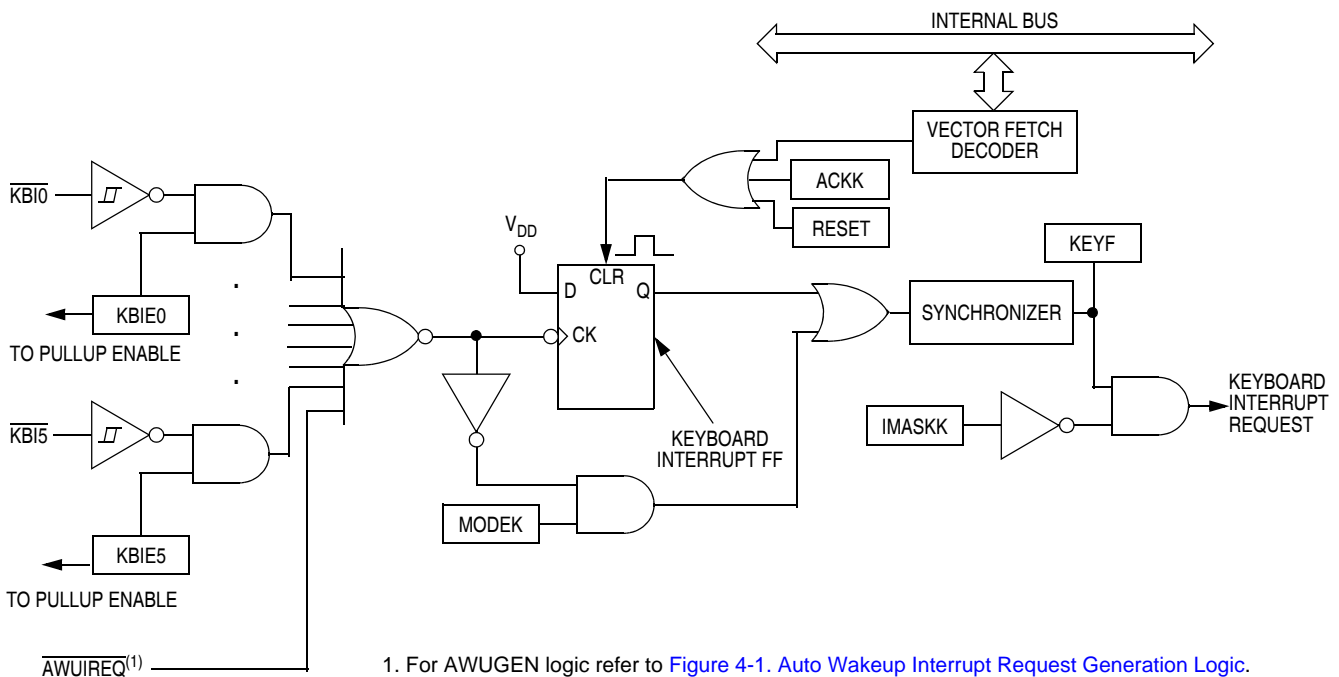 INTERNAL BUS
VECTOR FETCH
DECODER
ACKK
RESET
KBI0
V_DD
KEYF
CLR
D
Q
CK
SYNCHRONIZER
KBIE0
TO PULLUP ENABLE
KEYBOARD
INTERRUPT
REQUEST
KBI5
IMASKK
KEYBOARD
INTERRUPT FF
MODEK
KBIE5
TO PULLUP ENABLE
AWUIREQ(1)
1. For AWUGEN logic refer to Figure 4-1. Auto Wakeup Interrupt Request Generation Logic.